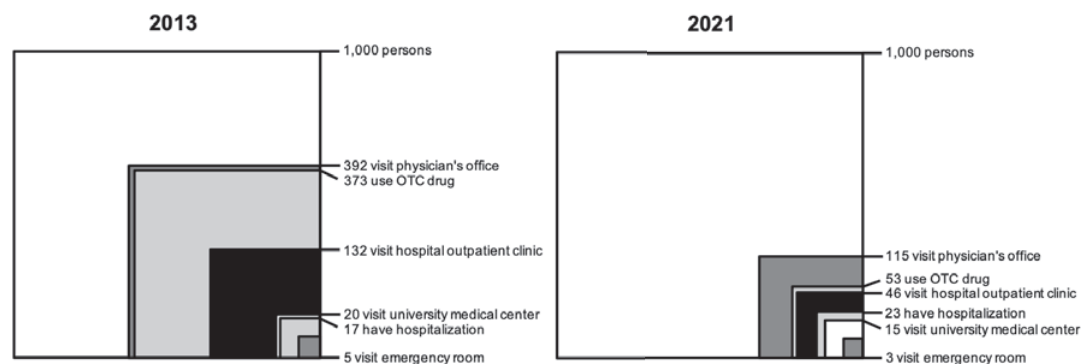 2013
1,000 persons
392 visit physician's office
373 use OTC drug
132 visit hospital outpatient clinic
20 visit university medical center
17 have hospitalization
5 visit emergency room
2021
1,000 persons
115 visit physician's office
53 use OTC drug
46 visit hospital outpatient clinic
23 have hospitalization
15 visit university medical center
3 visit emergency room